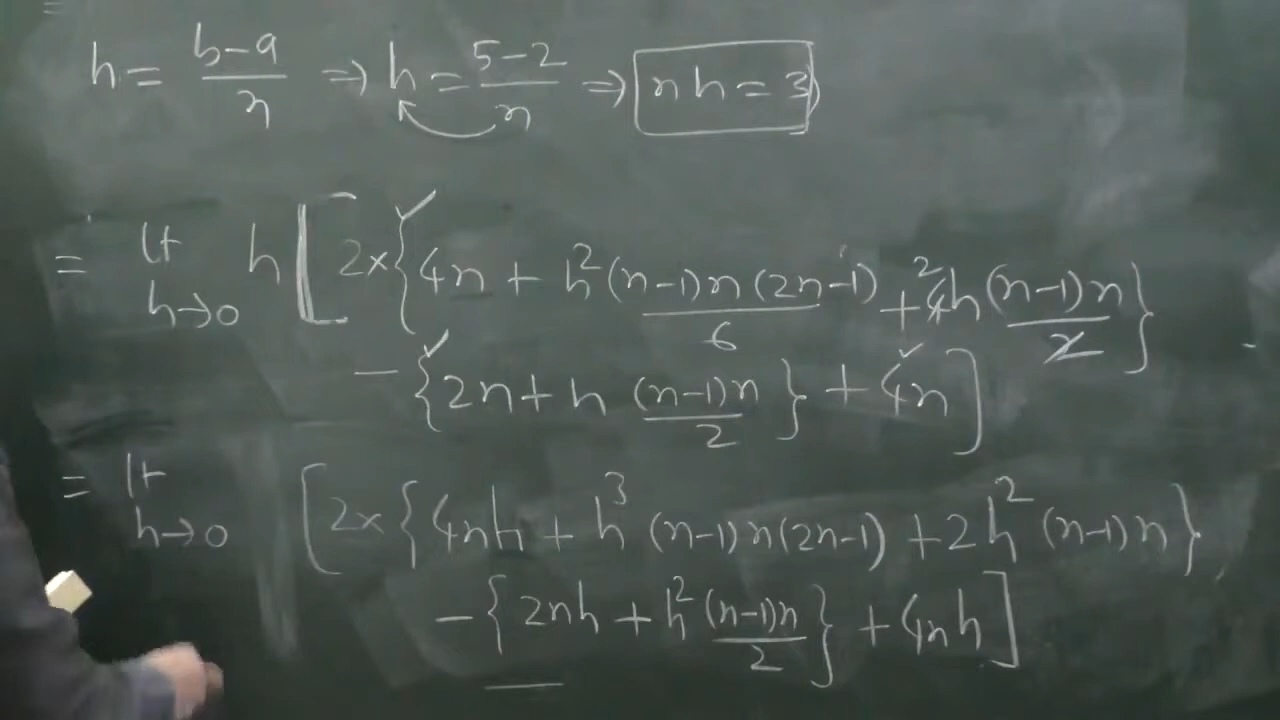 h = (b-a)/n ⇒ h = (5-2)/n ⇒ nh = 3
= lt h→0 h [ 2×{ 4n + h² (n-1)n(2n-1)/6 + 4h (n-1)n/2 }
- { 2n + h (n-1)n/2 } + 4n ]
= lt h→0 [ 2×{ 4nh + h³ (n-1)n(2n-1) + 2h² (n-1)n }
- { 2nh + h² (n-1)n/2 } + 4nh ]